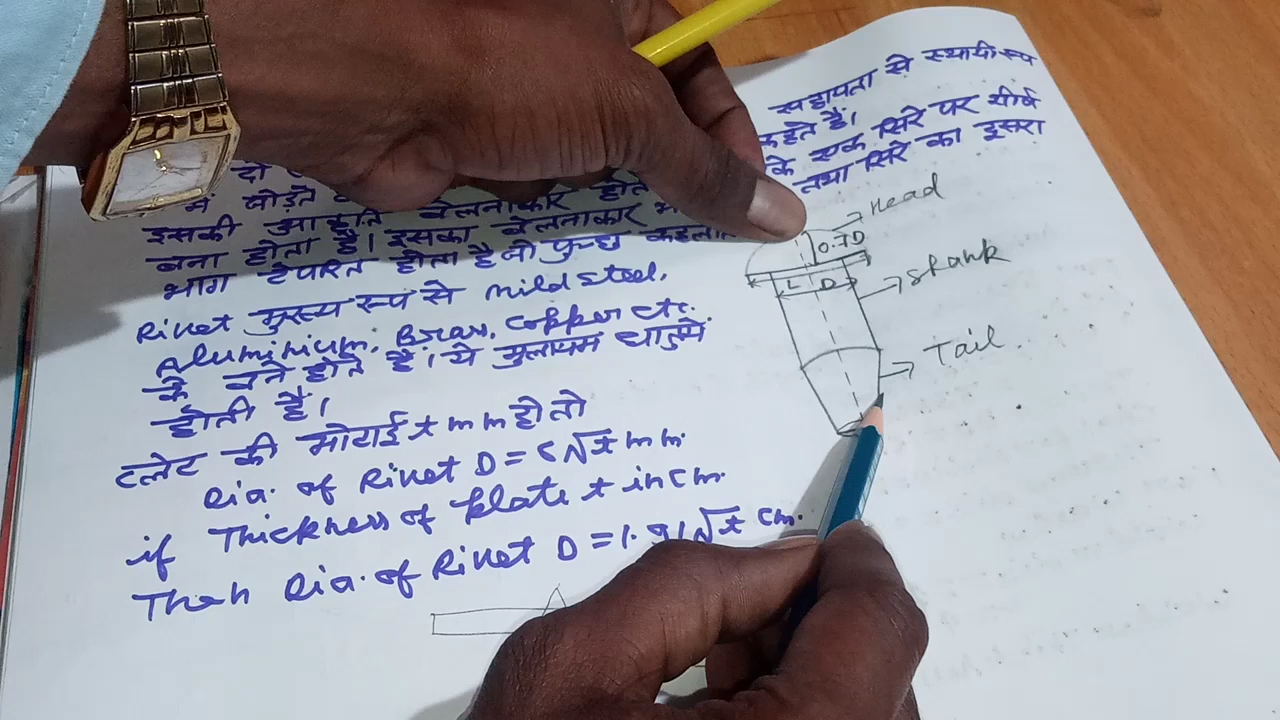 सहायता से स्थायी रूप
कहते हैं।
के एक सिरे पर शीर्ष
तथा सिरे का दूसरा
दो
में जोड़ते
इसकी आकृति बेलनाकार होते
बना होता है। इसका बेलनाकार
भाग टेपरित होता है जो पुच्छ
Rivet मुख्य रूप से mild steel,
Aluminium, Brass, Copper etc.
के बने होते हैं। ये मुलायम धातुये
होती हैं।
प्लेट की मोटाई t mm हो तो
Dia. of Rivet D = 6√t mm.
if Thickness of plate t in cm.
Then Dia. of Rivet D = 1.91√t cm.
Head
0.7D
L D
shank
Tail